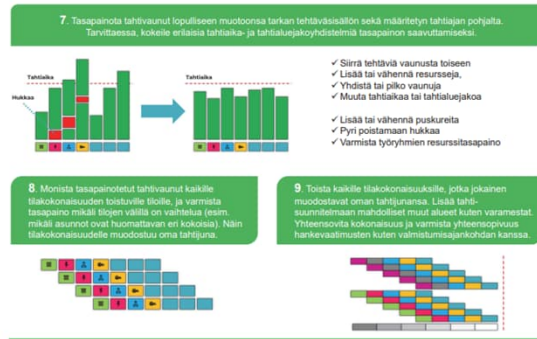 7. Tasapainota tahtivaunut lopulliseen muotoonsa tarkan tehtäväsisällön sekä määritetyn tahtiajan pohjalta.
Tarvittaessa, kokeile erilaisia tahtiaika- ja tahtialuejakoyhdistelmiä tasapainon saavuttamiseksi.
Tahtiaika
Hukkaa
Tahtiaika
✓ Siirrä tehtäviä vaunusta toiseen
✓ Lisää tai vähennä resursseja,
✓ Yhdistä tai pilko vaunuja
✓ Muuta tahtiaikaa tai tahtialuejakoa
✓ Lisää tai vähennä puskureita
✓ Pyri poistamaan hukkaa
✓ Varmista työryhmien resurssitasapaino
8. Monista tasapainotetut tahtivaunut kaikille
tilakokonaisuuden toistuville tiloille, ja varmista
tasapaino mikäli tilojen välillä on vaihtelua (esim.
mikäli asunnot ovat huomattavan eri kokoisia). Näin
tilakokonaisuudelle muodostuu oma tahtijuna.
9. Toista kaikille tilakokonaisuuksille, jotka jokainen
muodostavat oman tahtijunansa. Lisää tahti-
suunnitelmaan mahdolliset muut alueet kuten varamestat.
Yhteensovita kokonaisuus ja varmista yhteensopivuus
hankevaatimusten kuten valmistumisajankohdan kanssa.